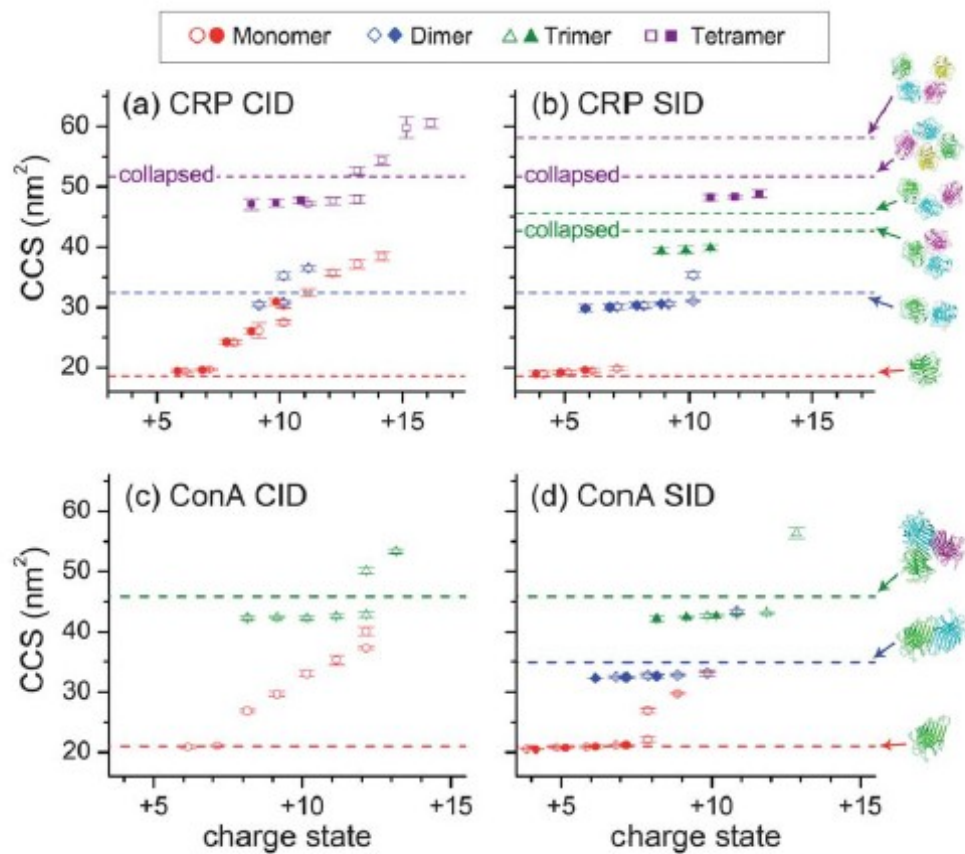 Monomer Dimer Trimer Tetramer
(a) CRP CID
(b) CRP SID
CCS (nm²)
60
50
40
30
20
collapsed
collapsed
+5 +10 +15
+5 +10 +15
(c) ConA CID
(d) ConA SID
CCS (nm²)
60
50
40
30
20
+5 +10 +15
+5 +10 +15
charge state
charge state